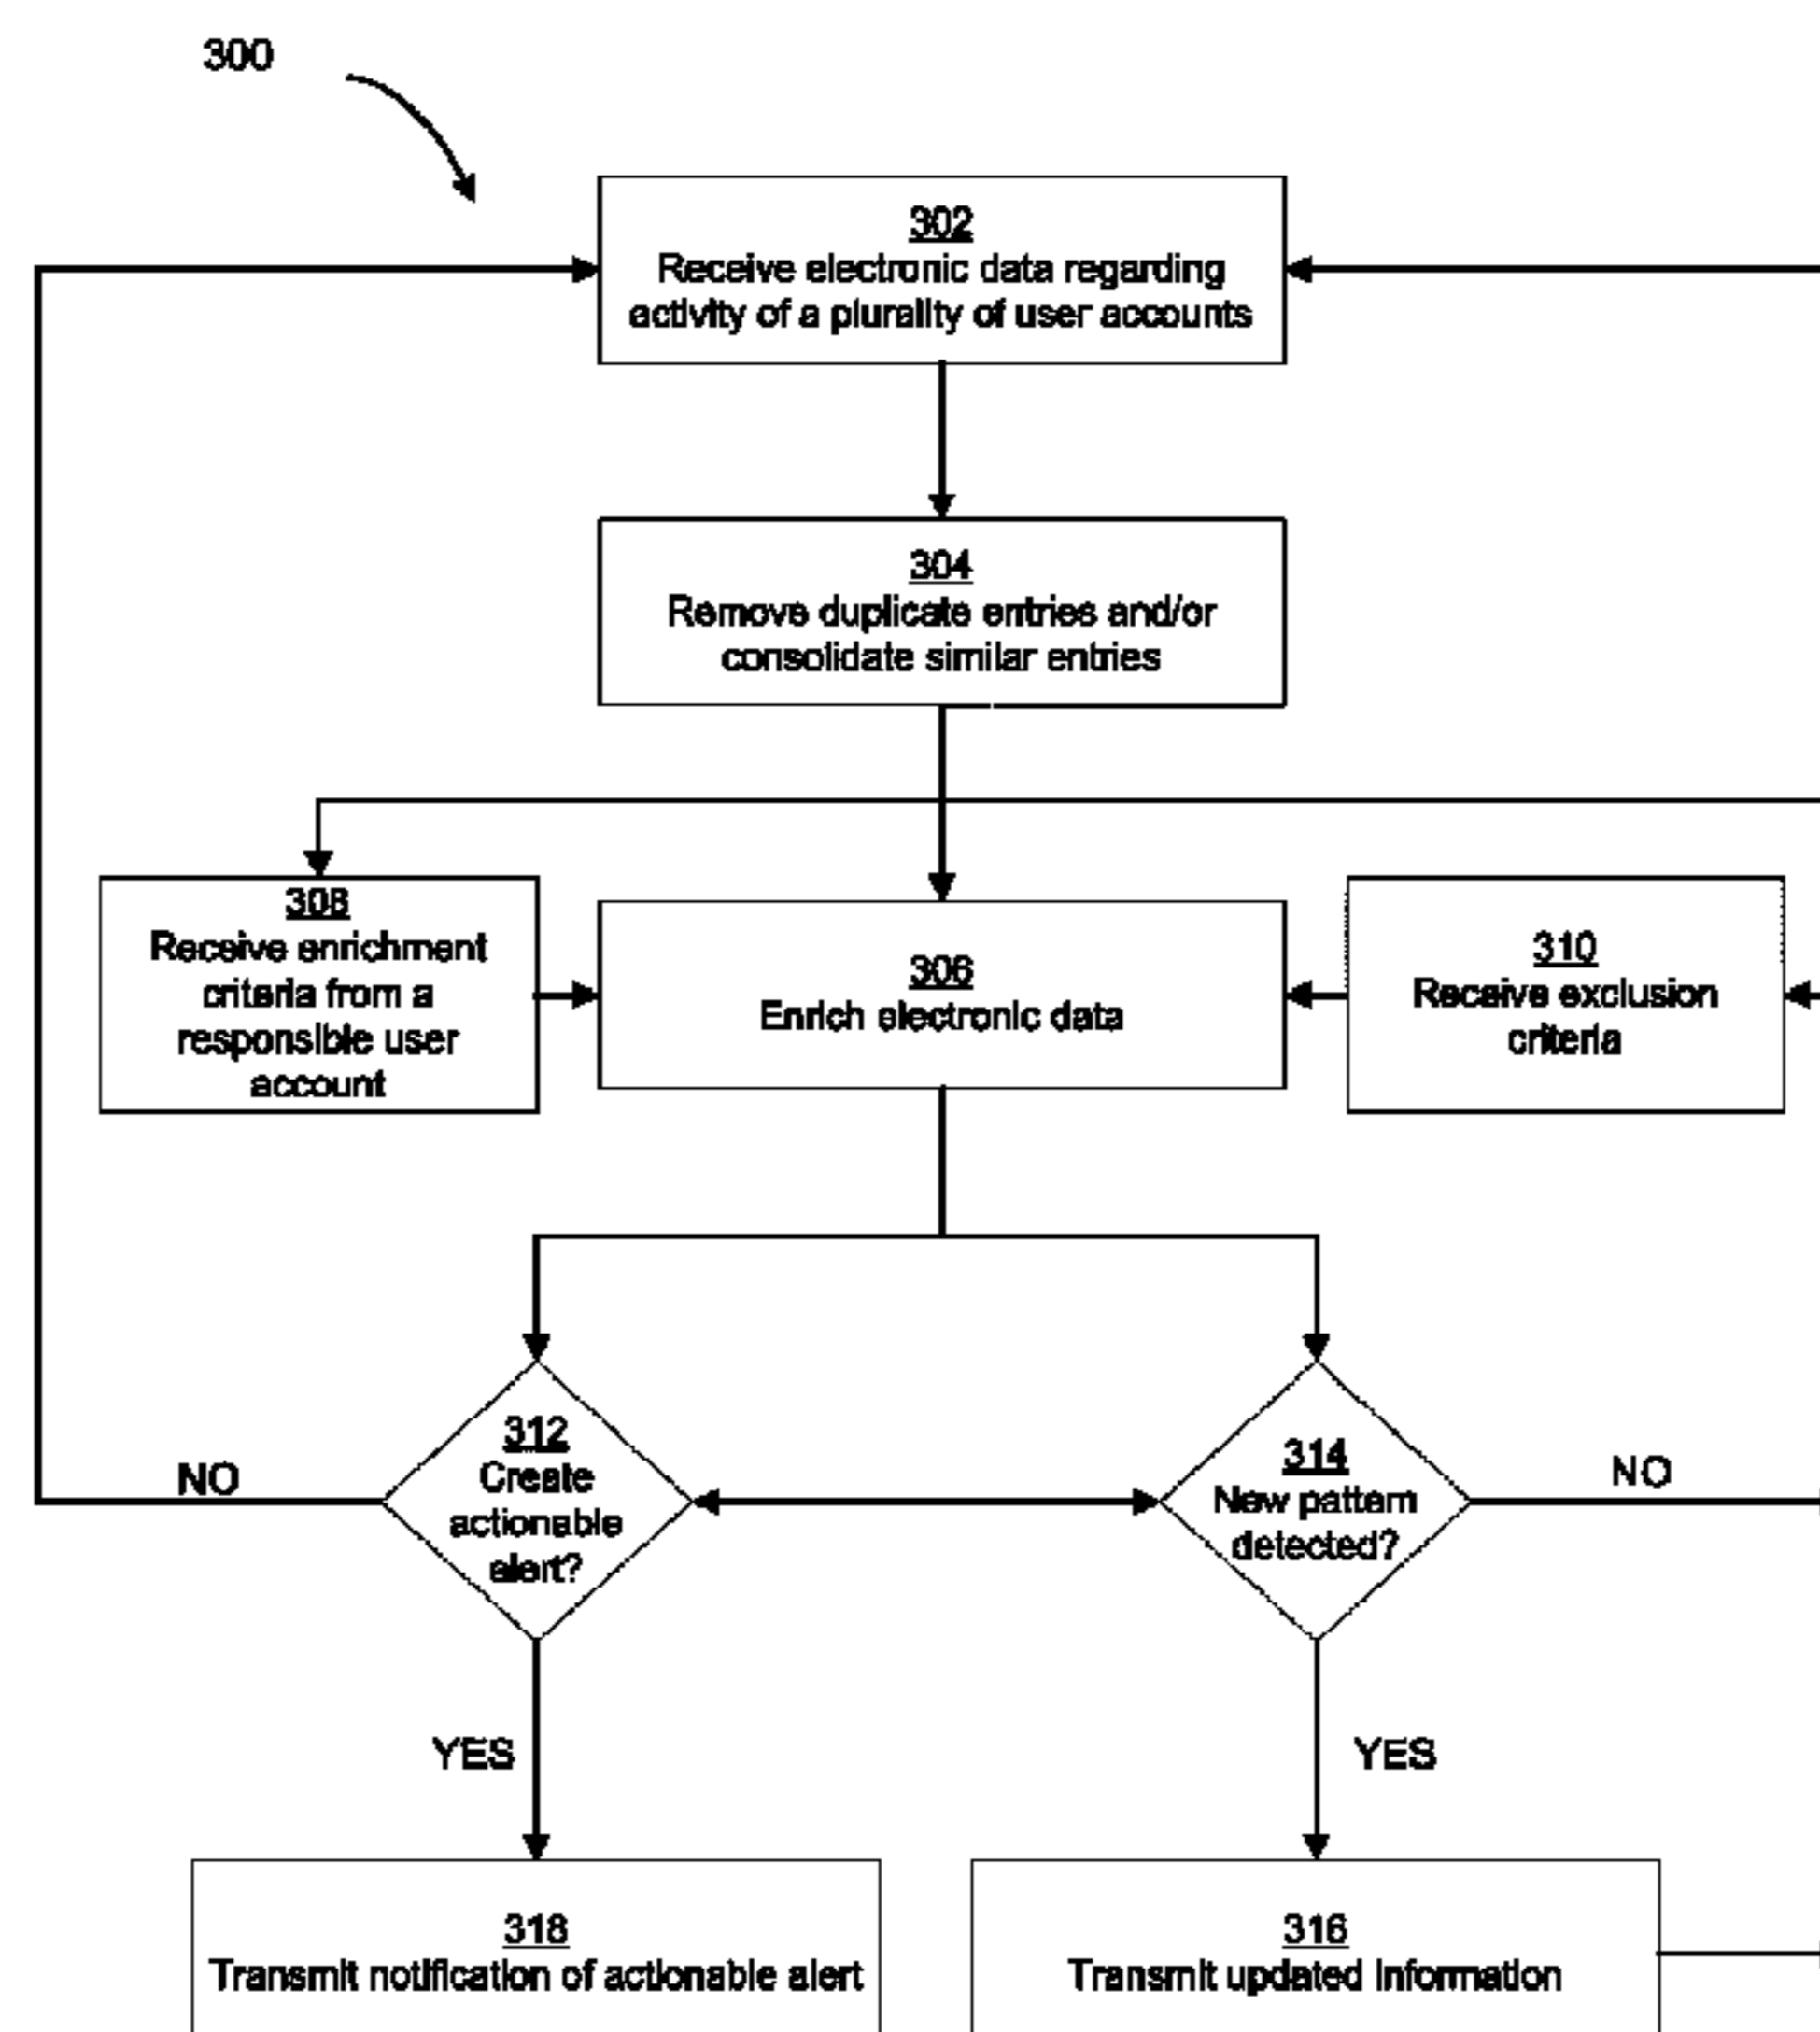 300
302
Receive electronic data regarding
activity of a plurality of user accounts
304
Remove duplicate entries and/or
consolidate similar entries
308
Receive enrichment
criteria from a
responsible user
account
306
Enrich electronic data
310
Receive exclusion
criteria
312
Create
actionable
alert?
314
New pattern
detected?
NO
NO
YES
YES
318
Transmit notification of actionable alert
316
Transmit updated information